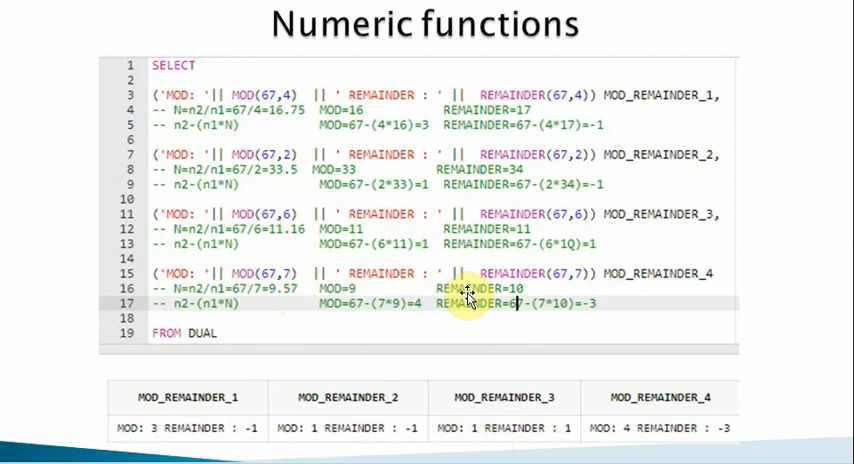 Numeric functions
1 SELECT
2
3 ('MOD: '|| MOD(67,4) || ' REMAINDER : ' || REMAINDER(67,4)) MOD_REMAINDER_1,
4 -- N=n2/n1=67/4=16.75 MOD=16 REMAINDER=17
5 -- n2-(n1*N) MOD=67-(4*16)=3 REMAINDER=67-(4*17)=-1
6
7 ('MOD: '|| MOD(67,2) || ' REMAINDER : ' || REMAINDER(67,2)) MOD_REMAINDER_2,
8 -- N=n2/n1=67/2=33.5 MOD=33 REMAINDER=34
9 -- n2-(n1*N) MOD=67-(2*33)=1 REMAINDER=67-(2*34)=-1
10
11 ('MOD: '|| MOD(67,6) || ' REMAINDER : ' || REMAINDER(67,6)) MOD_REMAINDER_3,
12 -- N=n2/n1=67/6=11.16 MOD=11 REMAINDER=11
13 -- n2-(n1*N) MOD=67-(6*11)=1 REMAINDER=67-(6*1Q)=1
14
15 ('MOD: '|| MOD(67,7) || ' REMAINDER : ' || REMAINDER(67,7)) MOD_REMAINDER_4
16 -- N=n2/n1=67/7=9.57 MOD=9 REMAINDER=10
17 -- n2-(n1*N) MOD=67-(7*9)=4 REMAINDER=67-(7*10)=-3
18
19 FROM DUAL
MOD_REMAINDER_1 MOD_REMAINDER_2 MOD_REMAINDER_3 MOD_REMAINDER_4
MOD: 3 REMAINDER : -1 MOD: 1 REMAINDER : -1 MOD: 1 REMAINDER : 1 MOD: 4 REMAINDER : -3